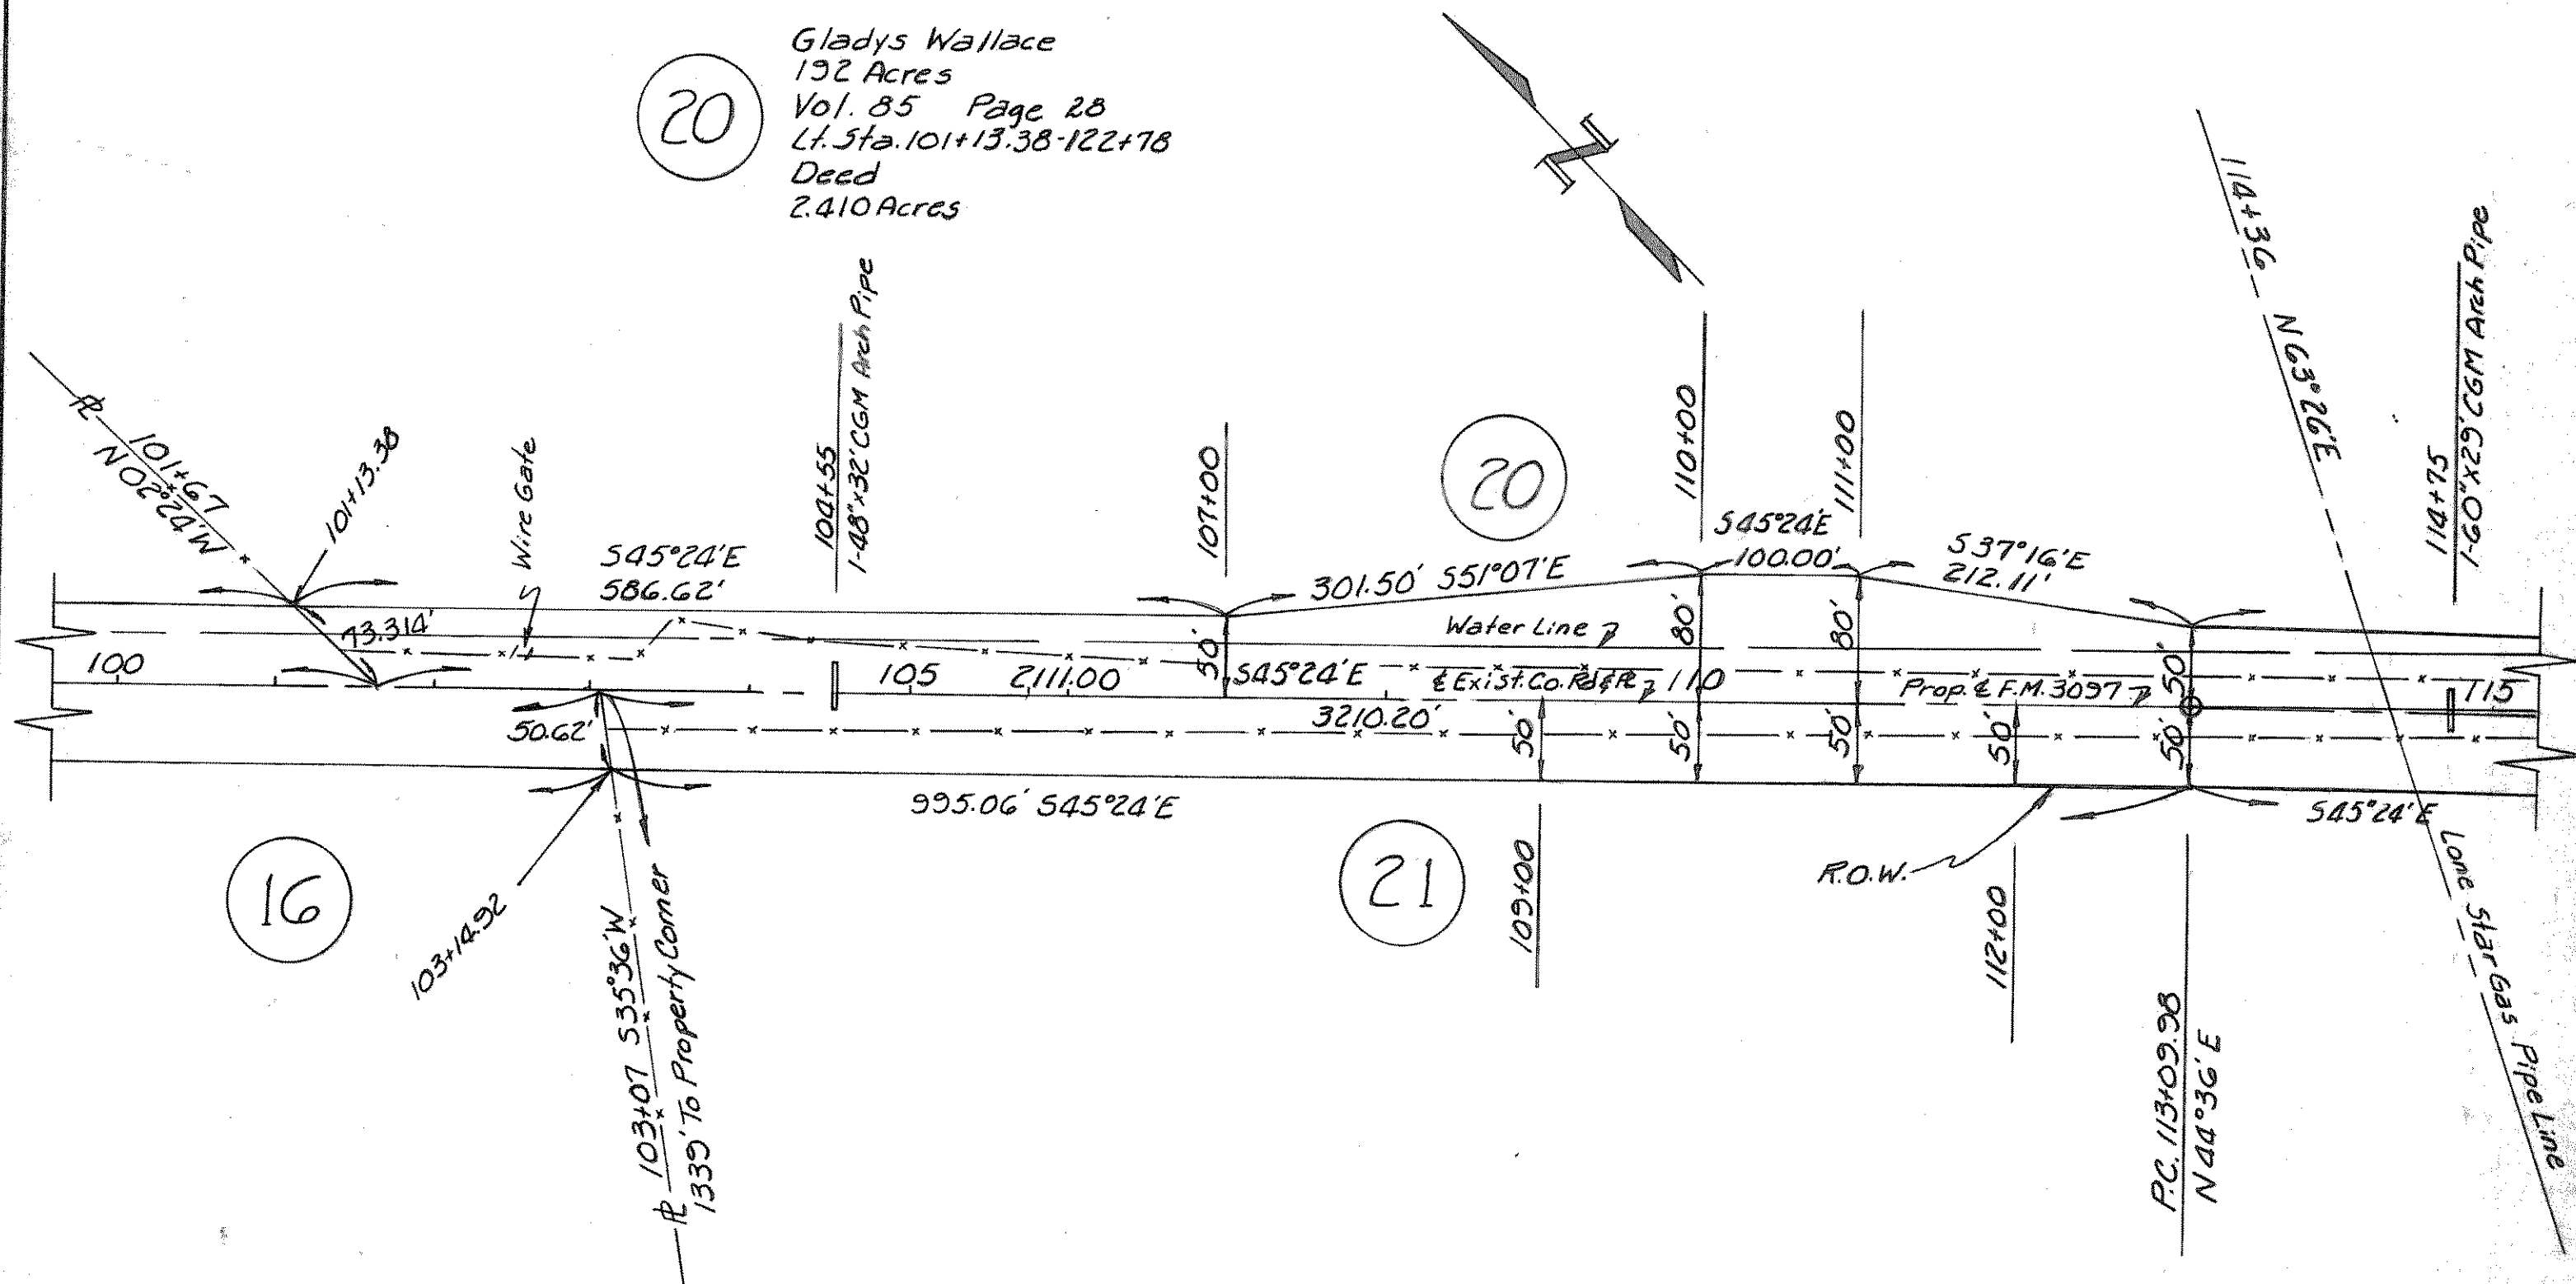 20
Gladys Wallace
192 Acres
Vol. 85 Page 28
Lt. Sta. 101+13.38-122+78
Deed
2.410 Acres
N
114+36 N63°26'E
Lone Star Gas Pipe Line
114+75
1-60"x29' CGM Arch Pipe
℄ 101+67
N 02°22'W
101+13.38
Wire Gate
S45°24'E
586.62'
104+55
1-48"x32' CGM Arch Pipe
107+00
20
110+00
111+00
301.50' S51°07'E
S45°24'E
100.00'
S37°16'E
212.11'
73.314'
Water Line
50'
80'
80'
50'
100
105
2111.00'
S45°24'E
℄ Exist. Co. Rd & ℙL
110
Prop. ℄ F.M. 3097
115
50.62'
3210.20'
50'
50'
50'
50'
50'
995.06' S45°24'E
S45°24'E
16
103+14.92
21
109+00
R.O.W.
112+00
PL 103+07 S35°36'W
1339' To Property Corner
P.C. 113+09.98
N44°36'E